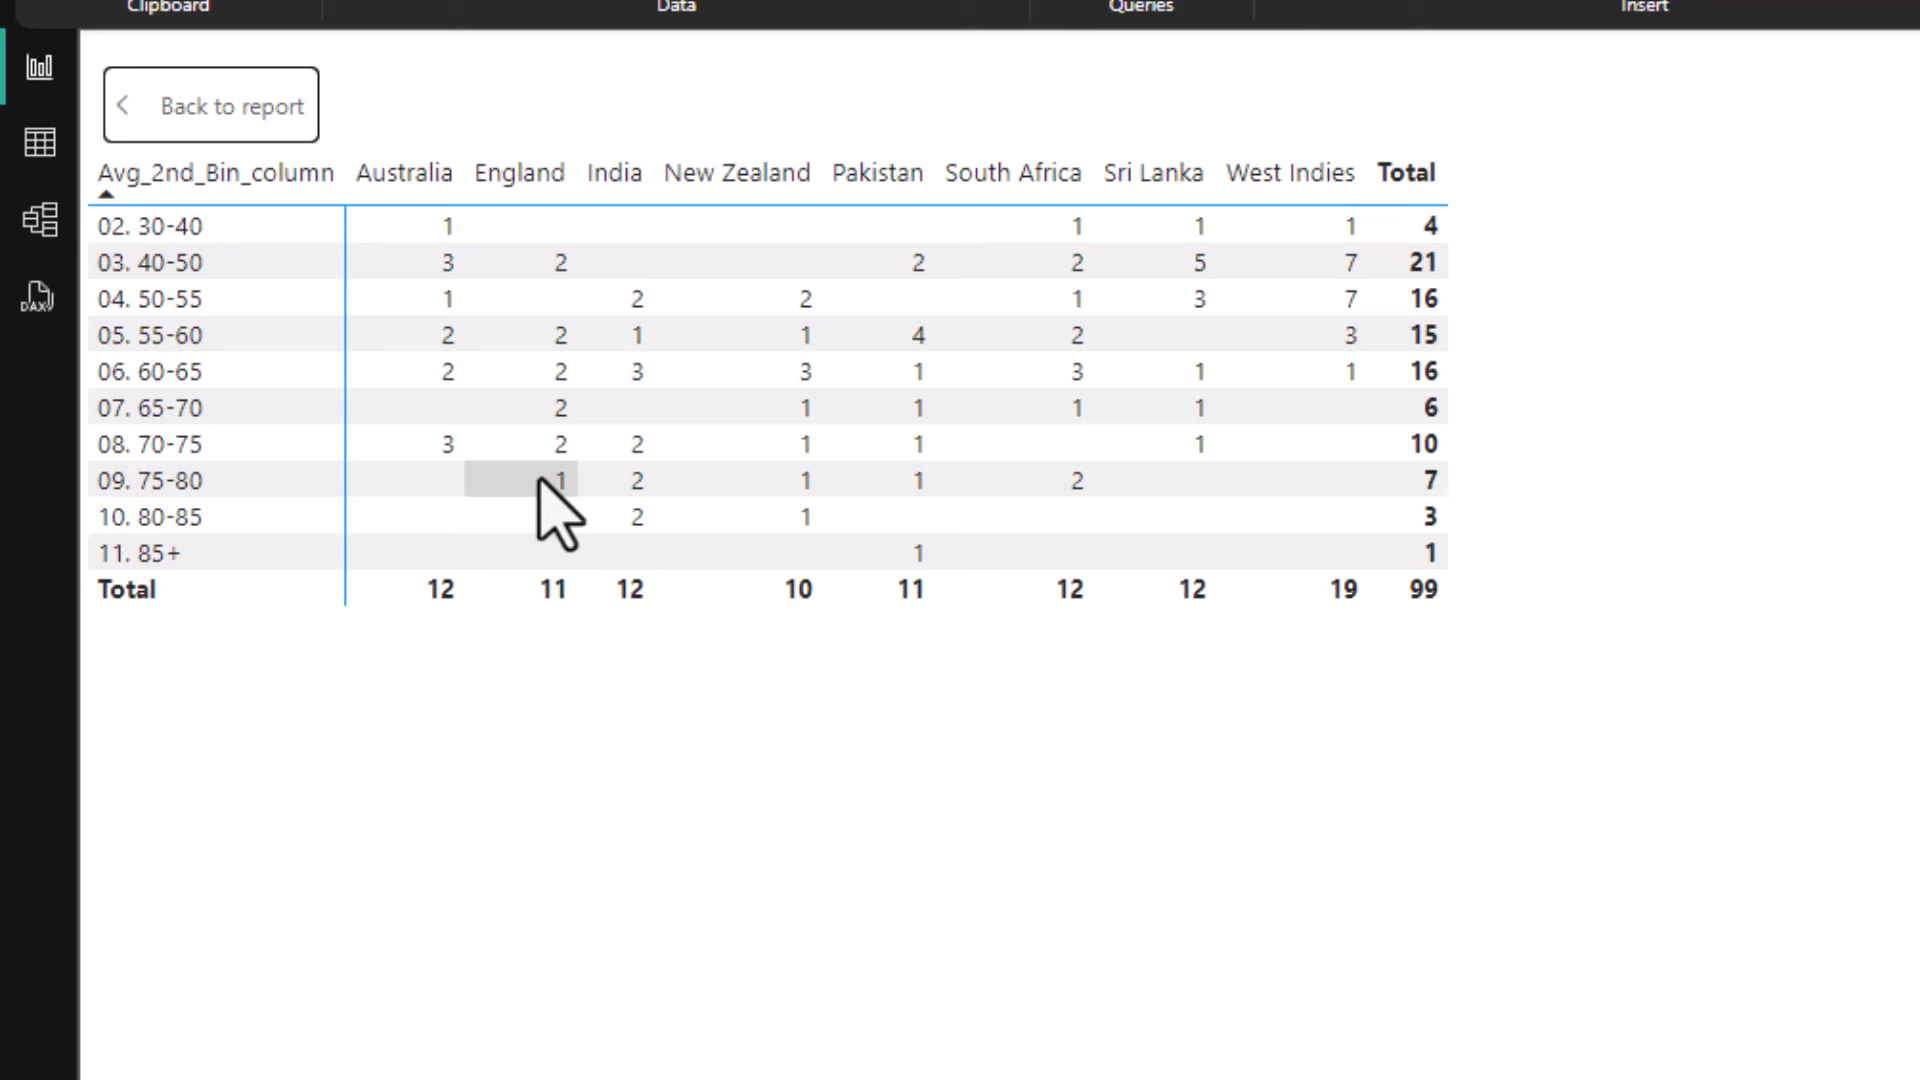 Clipboard Data Queries Insert
Back to report
Avg_2nd_Bin_column Australia England India New Zealand Pakistan South Africa Sri Lanka West Indies Total
02. 30-40 1 1 1 1 4
03. 40-50 3 2 2 2 5 7 21
04. 50-55 1 2 2 1 3 7 16
05. 55-60 2 2 1 1 4 2 3 15
06. 60-65 2 2 3 3 1 3 1 1 16
07. 65-70 2 1 1 1 1 6
08. 70-75 3 2 2 1 1 1 10
09. 75-80 1 2 1 1 2 7
10. 80-85 2 1 3
11. 85+ 1 1
Total 12 11 12 10 11 12 12 19 99
DAX